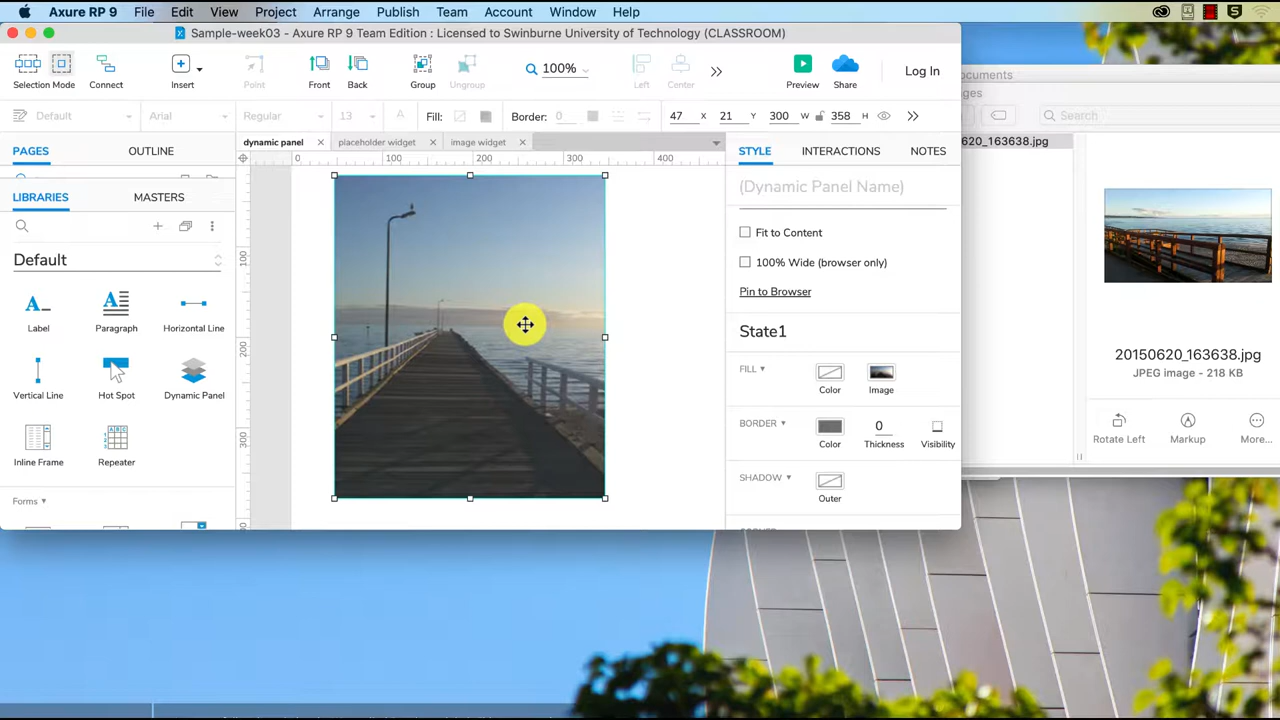 Axure RP 9 File Edit View Project Arrange Publish Team Account Window Help
Sample-week03 - Axure RP 9 Team Edition : Licensed to Swinburne University of Technology (CLASSROOM)
ocuments
ges
Search
100%
Selection Mode Connect Insert Point Front Back Group Ungroup Left Center Preview Share Log In
Default Arial Regular 13 Fill: Border: 0 47 X 21 Y 300 W 358 H
dynamic panel placeholder widget image widget
620_163638.jpg
PAGES OUTLINE
0 100 200 300 400
STYLE INTERACTIONS NOTES
LIBRARIES MASTERS
(Dynamic Panel Name)
Fit to Content
Default
100% Wide (browser only)
Pin to Browser
Label Paragraph Horizontal Line
State1
100
200
300
20150620_163638.jpg
JPEG image - 218 KB
FILL
Color Image
Vertical Line Hot Spot Dynamic Panel
BORDER
0
Color Thickness Visibility
Rotate Left Markup More...
Inline Frame Repeater
SHADOW
Outer
Forms